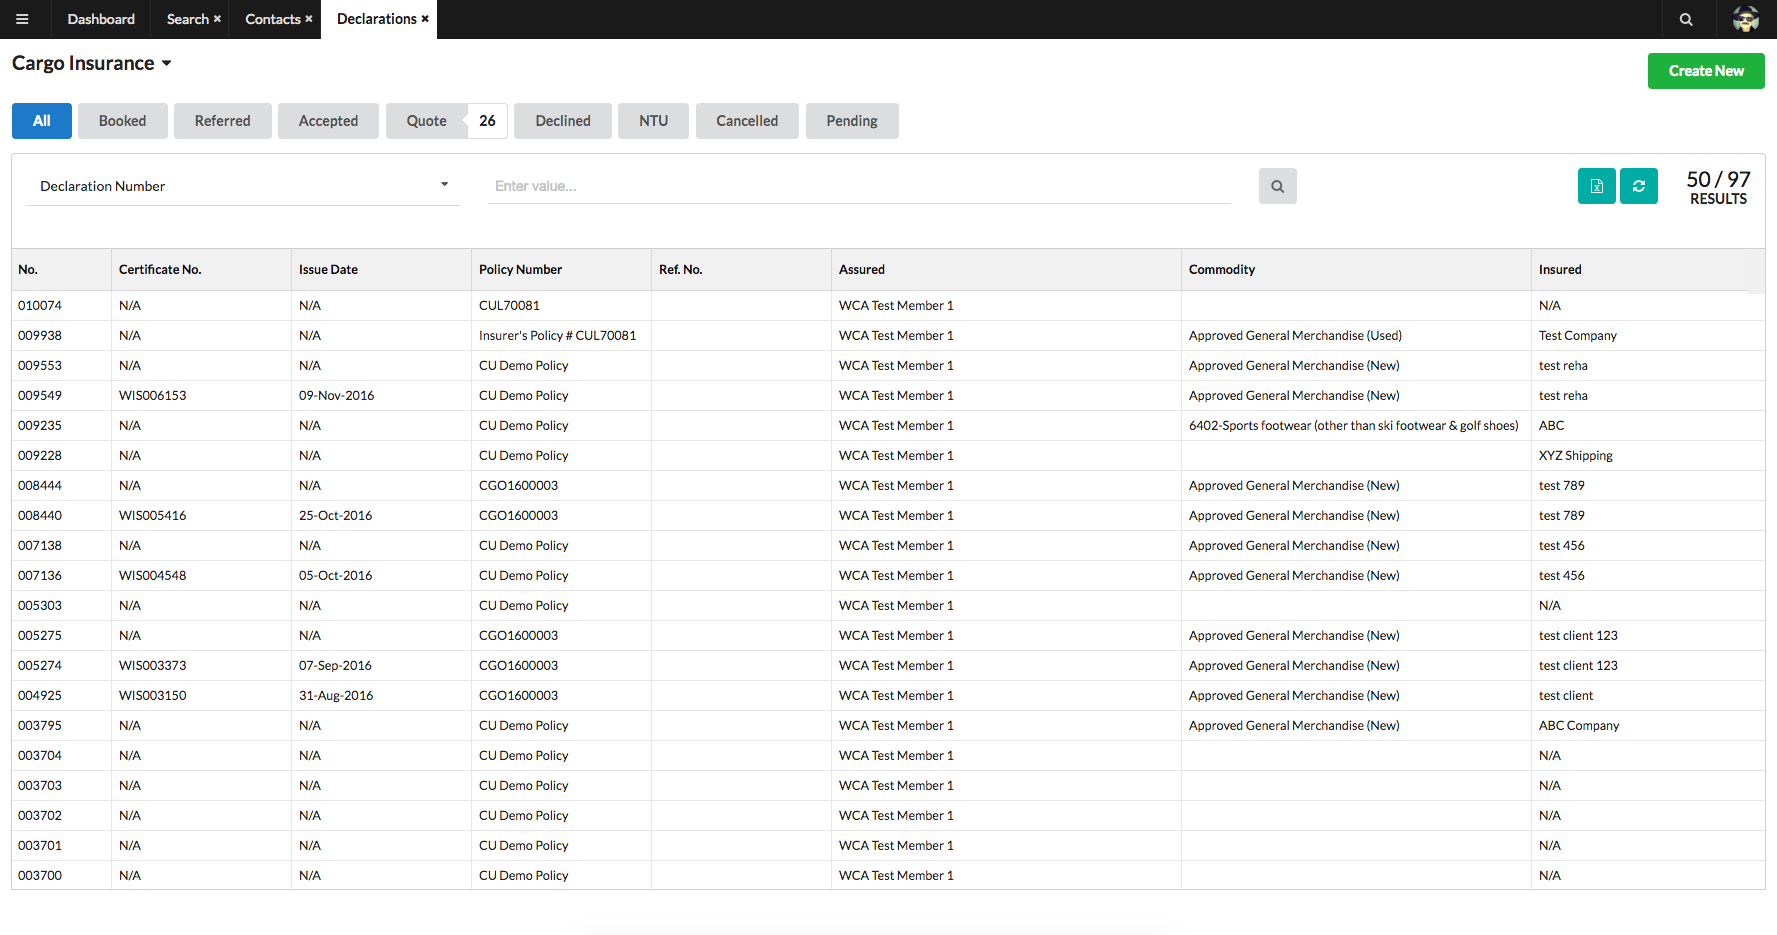 Dashboard Search × Contacts × Declarations ×
Cargo Insurance
Create New
All Booked Referred Accepted Quote 26 Declined NTU Cancelled Pending
Declaration Number Enter value... 50 / 97
RESULTS
No. Certificate No. Issue Date Policy Number Ref. No. Assured Commodity Insured
010074 N/A N/A CUL70081 WCA Test Member 1 N/A
009938 N/A N/A Insurer's Policy # CUL70081 WCA Test Member 1 Approved General Merchandise (Used) Test Company
009553 N/A N/A CU Demo Policy WCA Test Member 1 Approved General Merchandise (New) test reha
009549 WIS006153 09-Nov-2016 CU Demo Policy WCA Test Member 1 Approved General Merchandise (New) test reha
009235 N/A N/A CU Demo Policy WCA Test Member 1 6402-Sports footwear (other than ski footwear & golf shoes) ABC
009228 N/A N/A CU Demo Policy WCA Test Member 1 XYZ Shipping
008444 N/A N/A CGO1600003 WCA Test Member 1 Approved General Merchandise (New) test 789
008440 WIS005416 25-Oct-2016 CGO1600003 WCA Test Member 1 Approved General Merchandise (New) test 789
007138 N/A N/A CU Demo Policy WCA Test Member 1 Approved General Merchandise (New) test 456
007136 WIS004548 05-Oct-2016 CU Demo Policy WCA Test Member 1 Approved General Merchandise (New) test 456
005303 N/A N/A CU Demo Policy WCA Test Member 1 N/A
005275 N/A N/A CGO1600003 WCA Test Member 1 Approved General Merchandise (New) test client 123
005274 WIS003373 07-Sep-2016 CGO1600003 WCA Test Member 1 Approved General Merchandise (New) test client 123
004925 WIS003150 31-Aug-2016 CGO1600003 WCA Test Member 1 Approved General Merchandise (New) test client
003795 N/A N/A CU Demo Policy WCA Test Member 1 Approved General Merchandise (New) ABC Company
003704 N/A N/A CU Demo Policy WCA Test Member 1 N/A
003703 N/A N/A CU Demo Policy WCA Test Member 1 N/A
003702 N/A N/A CU Demo Policy WCA Test Member 1 N/A
003701 N/A N/A CU Demo Policy WCA Test Member 1 N/A
003700 N/A N/A CU Demo Policy WCA Test Member 1 N/A